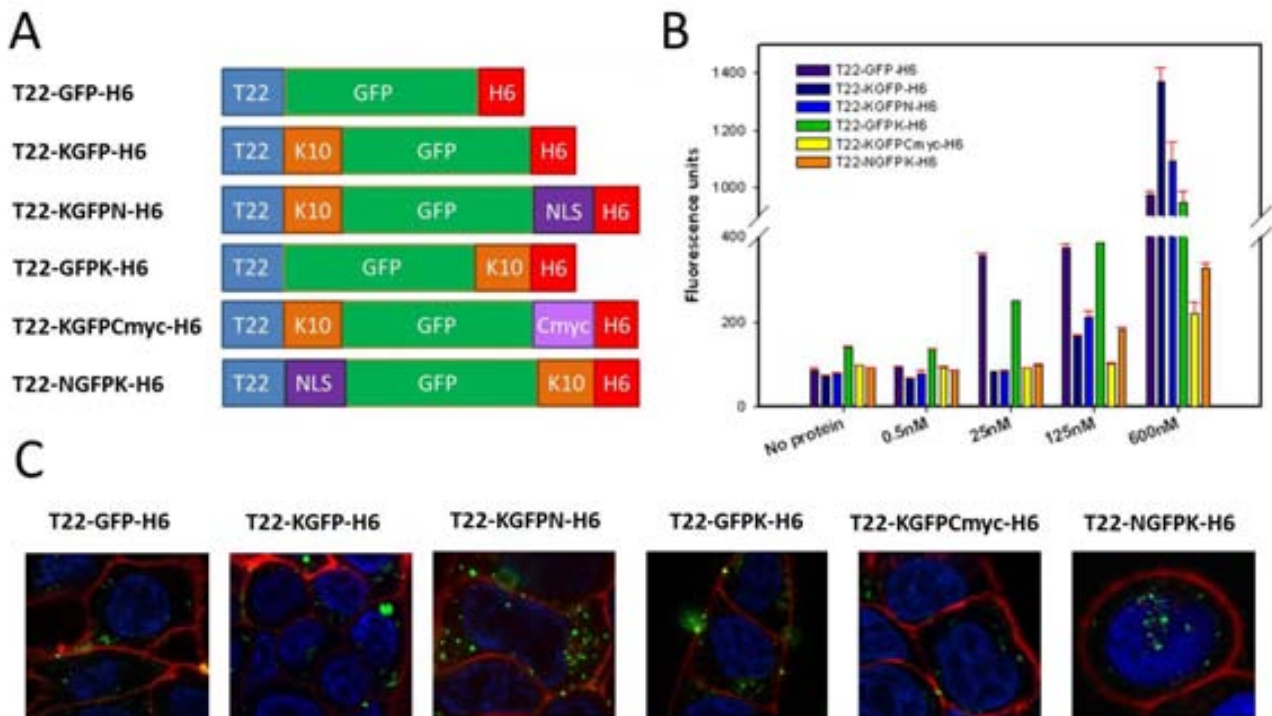 A
T22-GFP-H6
T22 GFP H6
T22-KGFP-H6
T22 K10 GFP H6
T22-KGFPN-H6
T22 K10 GFP NLS H6
T22-GFPK-H6
T22 GFP K10 H6
T22-KGFPCmyc-H6
T22 K10 GFP Cmyc H6
T22-NGFPK-H6
T22 NLS GFP K10 H6
B
Fluorescence units
1400
1200
1000
400
200
0
T22-GFP-H6
T22-KGFP-H6
T22-KGFPN-H6
T22-GFPK-H6
T22-KGFPCmyc-H6
T22-NGFPK-H6
No protein 0.5nM 25nM 125nM 600nM
C
T22-GFP-H6 T22-KGFP-H6 T22-KGFPN-H6 T22-GFPK-H6 T22-KGFPCmyc-H6 T22-NGFPK-H6